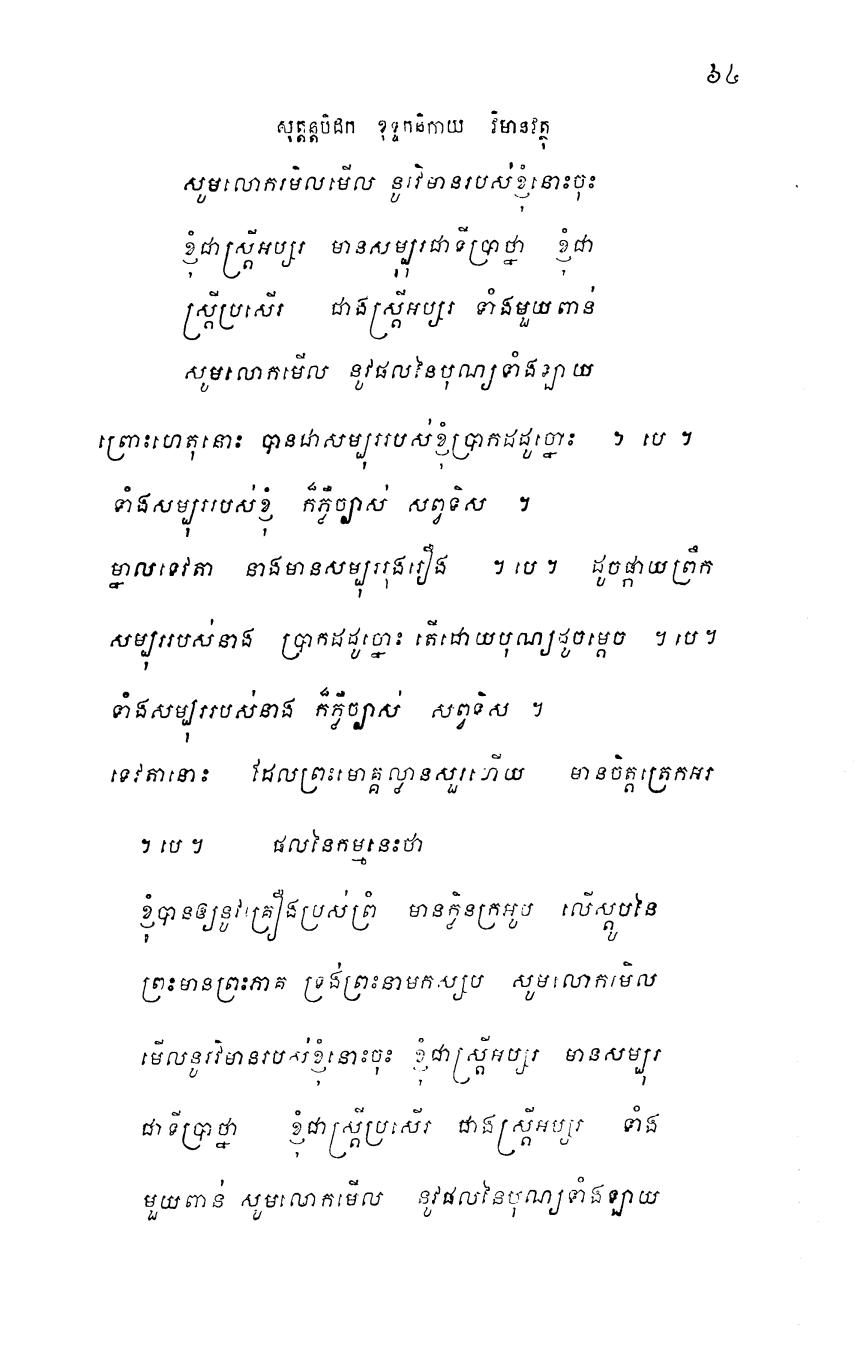 ៦៤
សុត្តន្តបិដក ខុទ្ទកនិកាយ វិមានវត្ថុ
សូមលោករមិលមើល នូវវិមានរបស់ខ្ញុំនោះចុះ
ខ្ញុំជាស្រ្តីអប្សរ មានសម្បុរជាទីប្រាថ្នា ខ្ញុំជា
ស្រ្តីប្រសើរ ជាងស្រ្តីអប្សរ ទាំងមួយពាន់
សូមលោកមើល នូវផលនៃបុណ្យទាំងឡាយ
ព្រោះហេតុនោះ បានជាសម្បុររបស់ខ្ញុំប្រាកដដូច្នោះ ។ បេ ។
ទាំងសម្បុររបស់ខ្ញុំ ក៏ភ្លឺច្បាស់ សព្វទិស ។
ម្នាលទេវតា នាងមានសម្បុររុងរឿង ។ បេ ។ ដូចផ្កាយព្រឹក
សម្បុររបស់នាង ប្រាកដដូច្នោះ តើដោយបុណ្យដូចម្តេច ។ បេ ។
ទាំងសម្បុររបស់នាង ក៏ភ្លឺច្បាស់ សព្វទិស ។
ទេវតានោះ ដែលព្រះមោគ្គល្លានសួរហើយ មានចិត្តត្រេកអរ
។ បេ ។ ផលនៃកម្មនេះថា
ខ្ញុំបានឲ្យនូវគ្រឿងប្រស់ព្រំ មានក្លិនក្រអូប លើស្តូបនៃ
ព្រះមានព្រះភាគ ទ្រង់ព្រះនាមកស្សប សូមលោករមិល
មើលនូវវិមានរបស់ខ្ញុំនោះចុះ ខ្ញុំជាស្រ្តីអប្សរ មានសម្បុរ
ជាទីប្រាថ្នា ខ្ញុំជាស្រ្តីប្រសើរ ជាងស្រ្តីអប្សរ ទាំង
មួយពាន់ សូមលោកមើល នូវផលនៃបុណ្យទាំងឡាយ